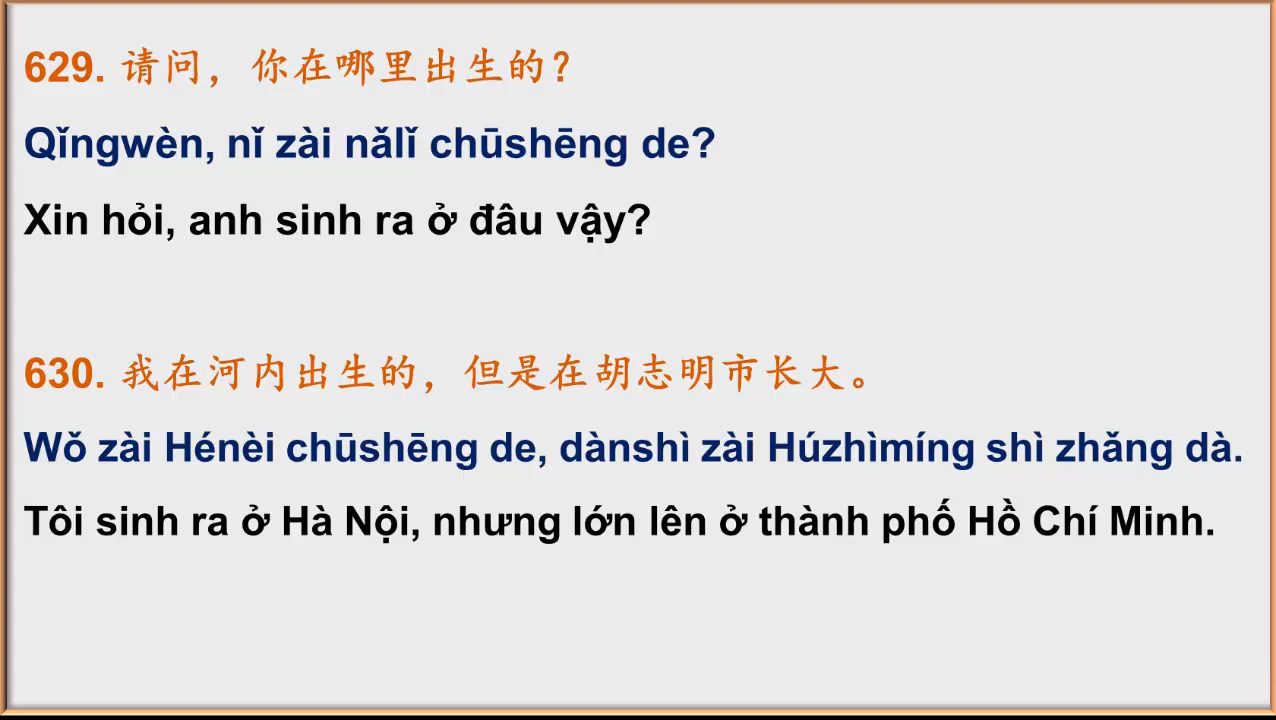 629. 请问，你在哪里出生的？
Qǐngwèn, nǐ zài nǎlǐ chūshēng de?
Xin hỏi, anh sinh ra ở đâu vậy?
630. 我在河内出生的，但是在胡志明市长大。
Wǒ zài Hénèi chūshēng de, dànshì zài Húzhìmíng shì zhǎng dà.
Tôi sinh ra ở Hà Nội, nhưng lớn lên ở thành phố Hồ Chí Minh.